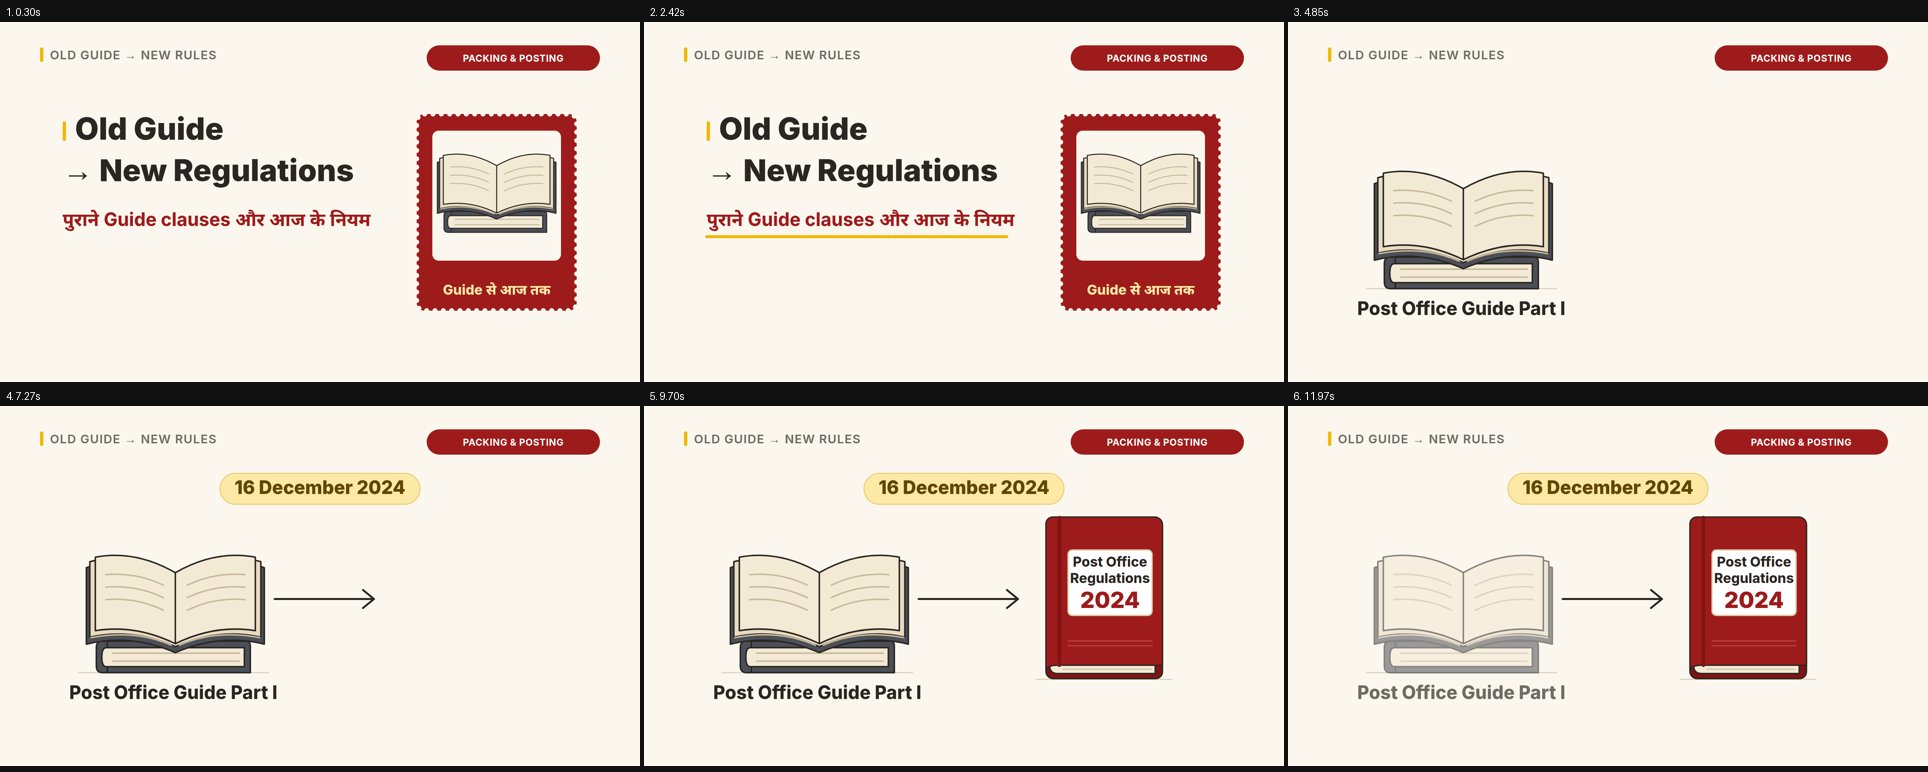 1. 0.30s
OLD GUIDE → NEW RULES
PACKING & POSTING
Old Guide
→ New Regulations
पुराने Guide clauses और आज के नियम
Guide से आज तक
2. 2.42s
OLD GUIDE → NEW RULES
PACKING & POSTING
Old Guide
→ New Regulations
पुराने Guide clauses और आज के नियम
Guide से आज तक
3. 4.85s
OLD GUIDE → NEW RULES
PACKING & POSTING
Post Office Guide Part I
4. 7.27s
OLD GUIDE → NEW RULES
PACKING & POSTING
16 December 2024
Post Office Guide Part I
5. 9.70s
OLD GUIDE → NEW RULES
PACKING & POSTING
16 December 2024
Post Office
Regulations
2024
Post Office Guide Part I
6. 11.97s
OLD GUIDE → NEW RULES
PACKING & POSTING
16 December 2024
Post Office
Regulations
2024
Post Office Guide Part I